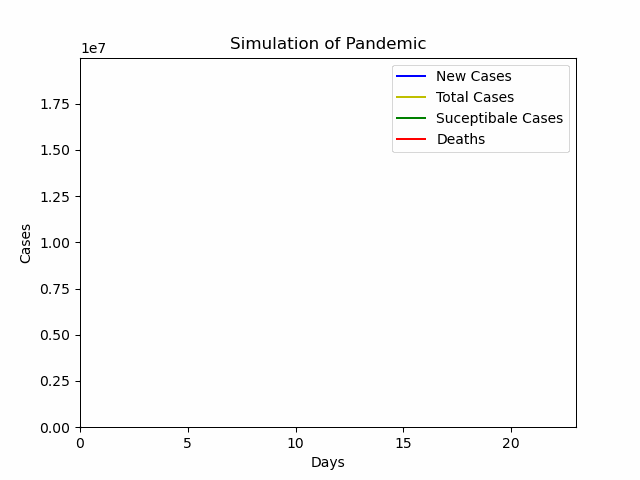 Simulation of Pandemic
1e7
New Cases
Total Cases
Suceptibale Cases
Deaths
1.75
1.50
1.25
1.00
0.75
0.50
0.25
0.00
Cases
0 5 10 15 20
Days